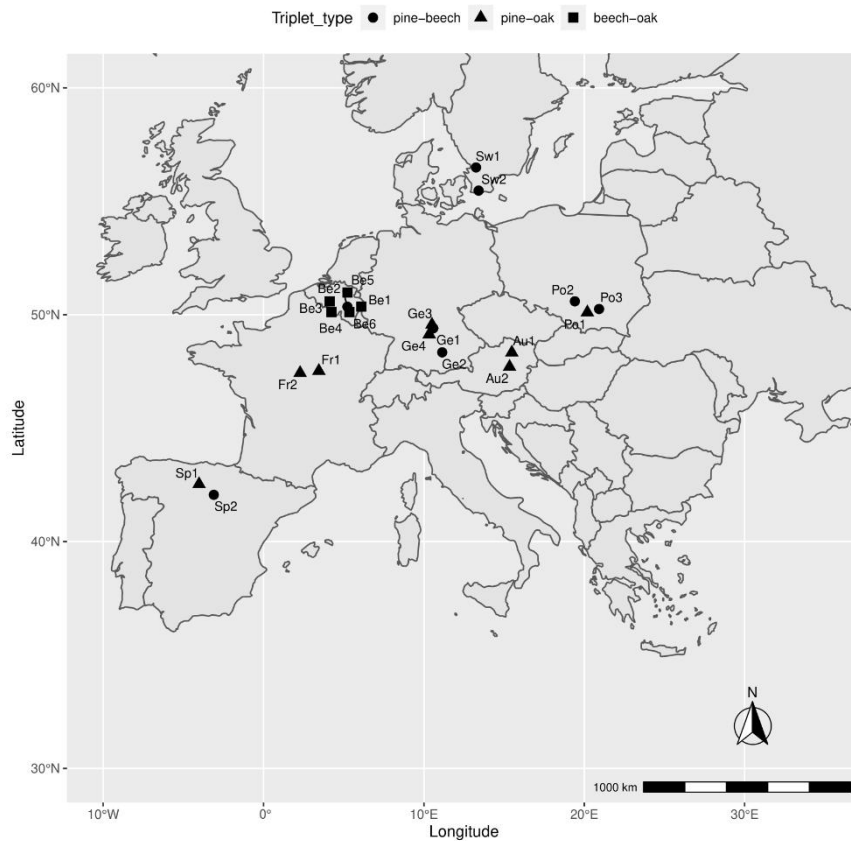 Triplet_type pine-beech pine-oak beech-oak
60°N
Sw1
Sw2
Be5
Be2
Be1
Po2
Po3
50°N
Be3
Ge3
Po1
Be4
Be6
Ge1
Au1
Ge4
Ge2
Fr1
Au2
Fr2
Latitude
Sp1
Sp2
40°N
N
30°N
1000 km
10°W 0° 10°E 20°E 30°E
Longitude